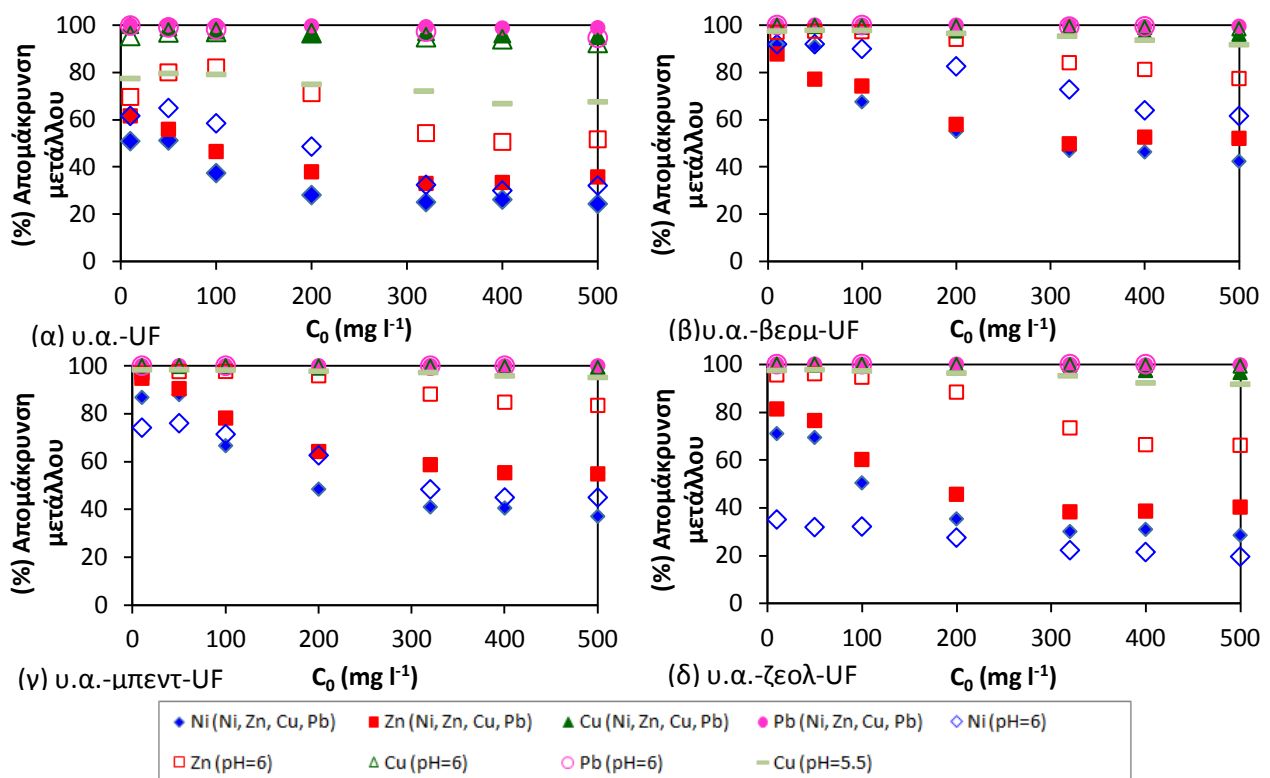 (%) Απομάκρυνση
μετάλλου
100
80
60
40
20
0
0 100 200 300 400 500
C0 (mg l-1)
(α) υ.α.-UF
(%) Απομάκρυνση
μετάλλου
100
80
60
40
20
0
0 100 200 300 400 500
C0 (mg l-1)
(β)υ.α.-βερμ-UF
(%) Απομάκρυνση
μετάλλου
100
80
60
40
20
0
0 100 200 300 400 500
C0 (mg l-1)
(γ) υ.α.-μπεντ-UF
(%) Απομάκρυνση
μετάλλου
100
80
60
40
20
0
0 100 200 300 400 500
C0 (mg l-1)
(δ) υ.α.-ζεολ-UF
Ni (Ni, Zn, Cu, Pb) Zn (Ni, Zn, Cu, Pb) Cu (Ni, Zn, Cu, Pb) Pb (Ni, Zn, Cu, Pb) Ni (pH=6)
Zn (pH=6) Cu (pH=6) Pb (pH=6) Cu (pH=5.5)